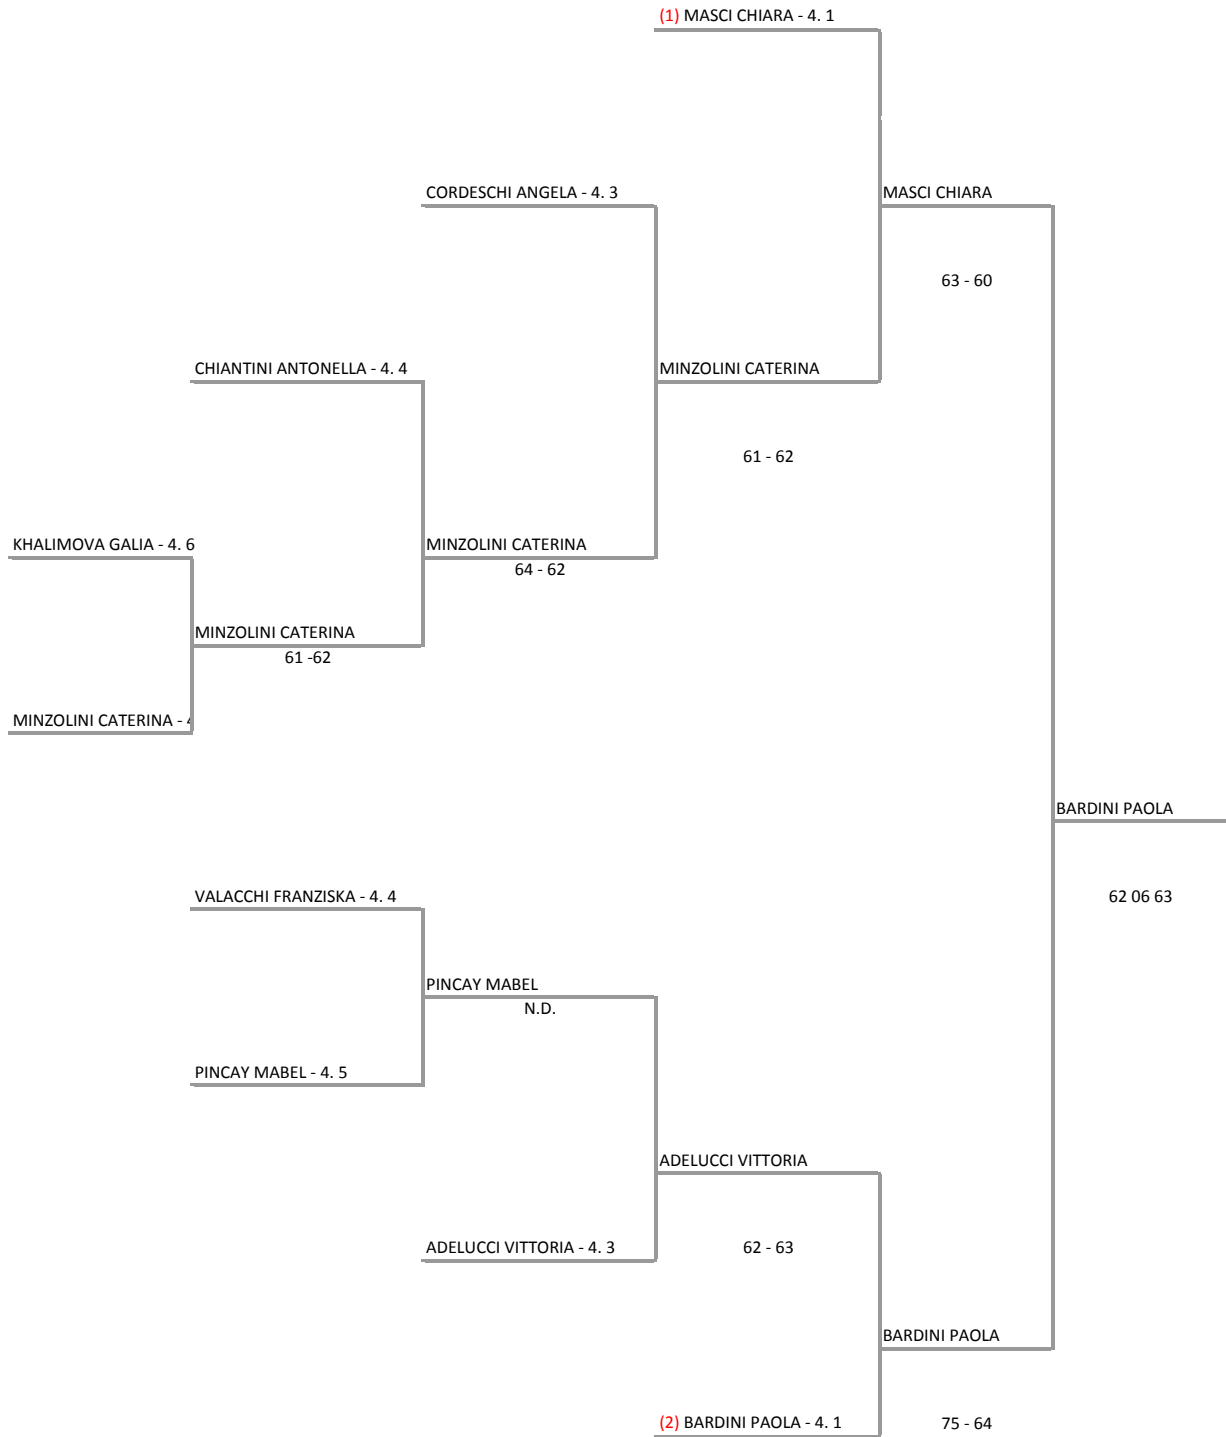 (1) MASCI CHIARA - 4. 1
CORDESCHI ANGELA - 4. 3
MASCI CHIARA
63 - 60
CHIANTINI ANTONELLA - 4. 4
MINZOLINI CATERINA
61 - 62
KHALIMOVA GALIA - 4. 6
MINZOLINI CATERINA
64 - 62
MINZOLINI CATERINA
61 -62
MINZOLINI CATERINA -
BARDINI PAOLA
VALACCHI FRANZISKA - 4. 4
62 06 63
PINCAY MABEL
N.D.
PINCAY MABEL - 4. 5
ADELUCCI VITTORIA
ADELUCCI VITTORIA - 4. 3
62 - 63
BARDINI PAOLA
(2) BARDINI PAOLA - 4. 1
75 - 64